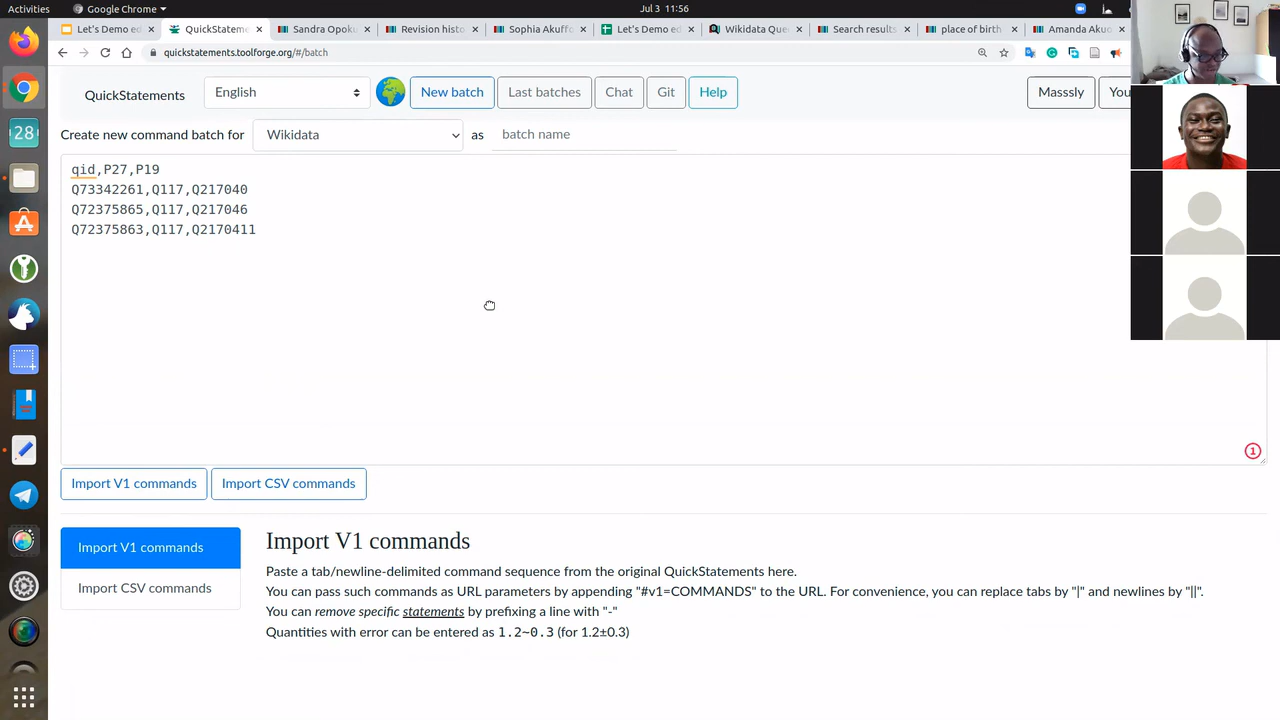 Activities
Google Chrome
Jul 3 11:56
Let's Demo ed
QuickStateme
Sandra Opoku
Revision histo
Sophia Akuffo
Let's Demo ed
Wikidata Que
Search results
place of birth
Amanda Akuo
quickstatements.toolforge.org/#/batch
28
QuickStatements
English
New batch
Last batches
Chat
Git
Help
Masssly
You
Create new command batch for
Wikidata
as
batch name
qid,P27,P19
Q73342261,Q117,Q217040
Q72375865,Q117,Q217046
Q72375863,Q117,Q2170411
1
Import V1 commands
Import CSV commands
Import V1 commands
Import CSV commands
Import V1 commands
Paste a tab/newline-delimited command sequence from the original QuickStatements here.
You can pass such commands as URL parameters by appending "#v1=COMMANDS" to the URL. For convenience, you can replace tabs by "|" and newlines by "||".
You can remove specific statements by prefixing a line with "-"
Quantities with error can be entered as 1.2~0.3 (for 1.2±0.3)